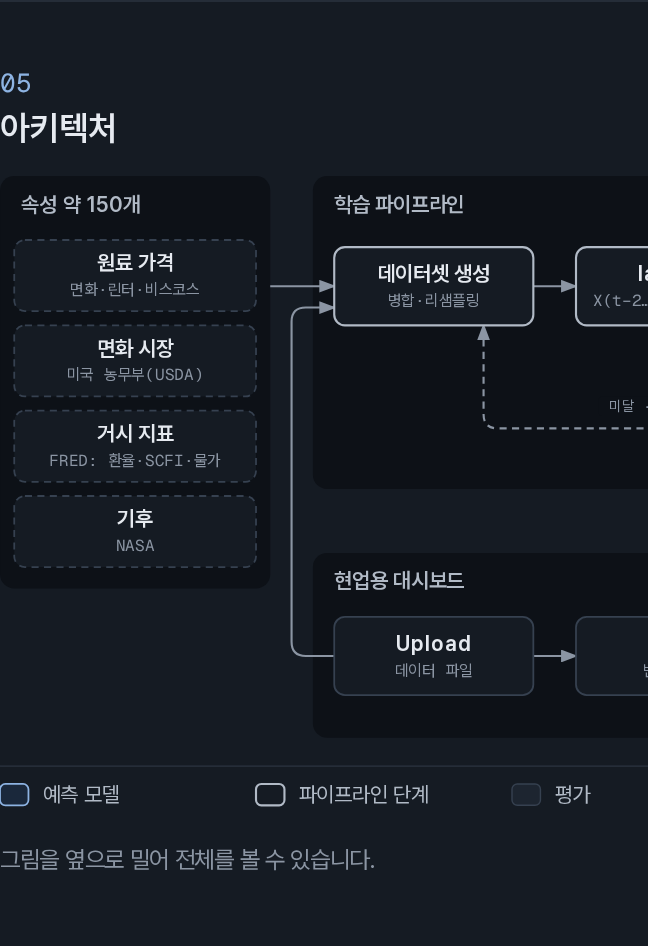 05
아키텍처
속성 약 150개
원료 가격
면화·린터·비스코스
면화 시장
미국 농무부(USDA)
거시 지표
FRED: 환율·SCFI·물가
기후
NASA
학습 파이프라인
데이터셋 생성
병합·리샘플링
la
X(t-2…
미달
현업용 대시보드
Upload
데이터 파일
예측 모델
파이프라인 단계
평가
그림을 옆으로 밀어 전체를 볼 수 있습니다.